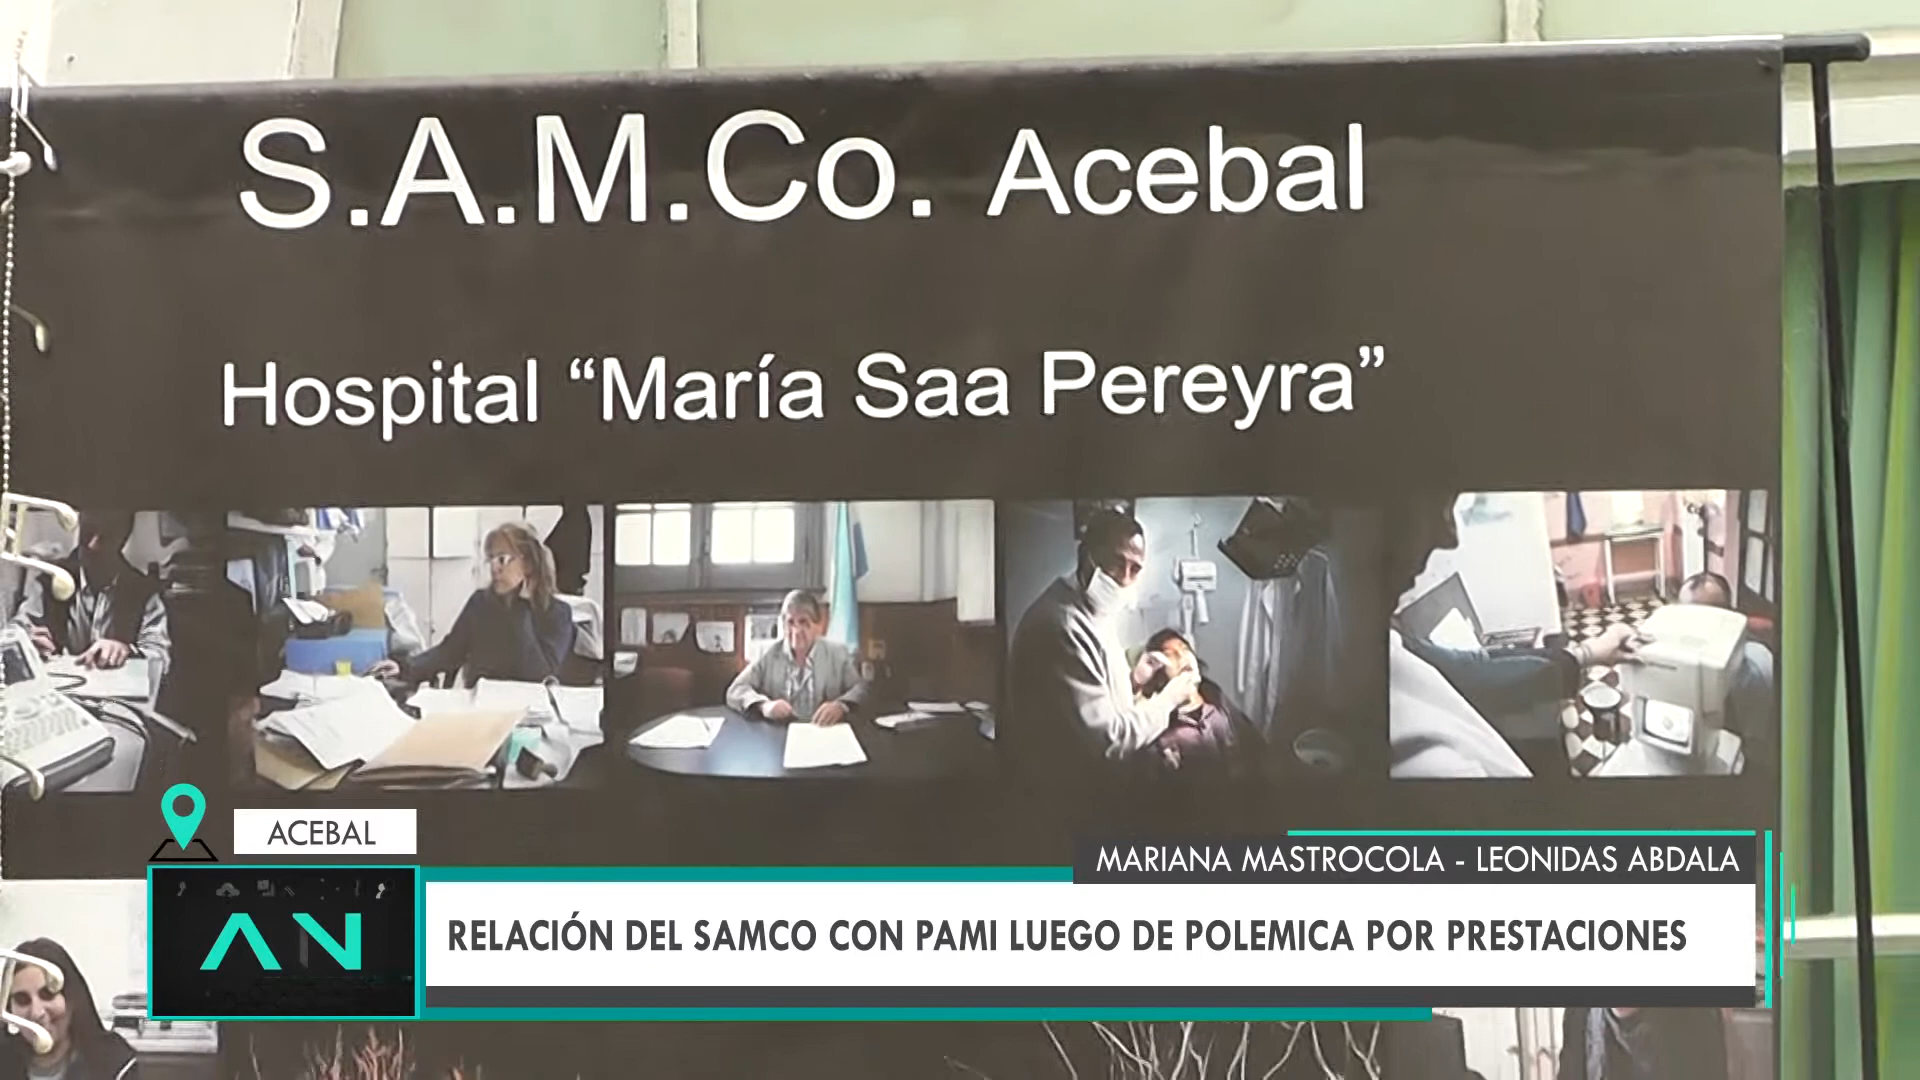 S.A.M.Co. Acebal
Hospital “María Saa Pereyra”
ACEBAL
MARIANA MASTROCOLA - LEONIDAS ABDALA
AN
RELACIÓN DEL SAMCO CON PAMI LUEGO DE POLEMICA POR PRESTACIONES